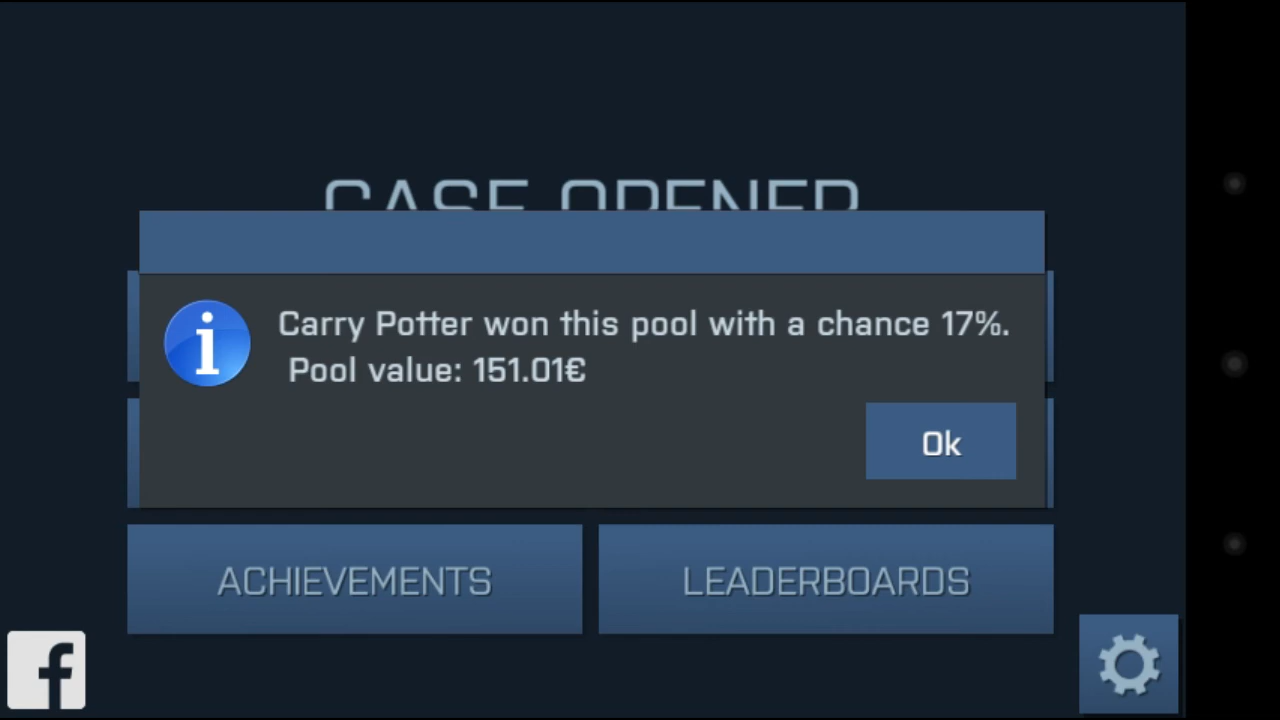 CASE OPENER
Carry Potter won this pool with a chance 17%.
Pool value: 151.01€
Ok
ACHIEVEMENTS
LEADERBOARDS
f